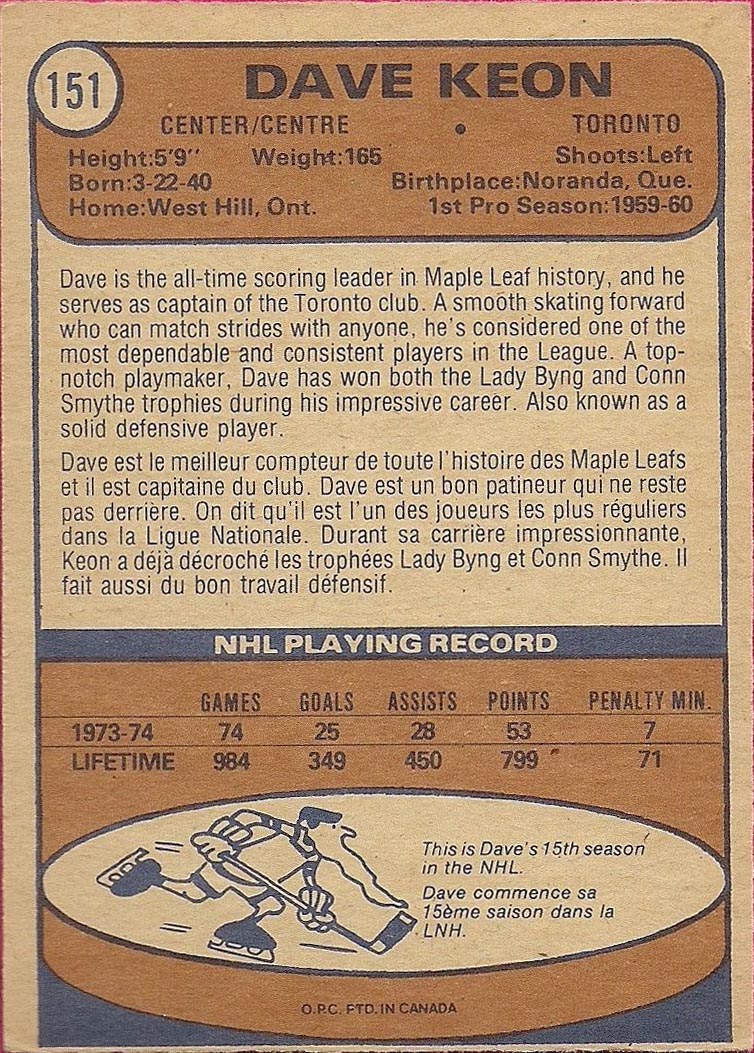 151
DAVE KEON
CENTER/CENTRE • TORONTO
Height:5'9" Weight:165 Shoots:Left
Born:3-22-40 Birthplace:Noranda, Que.
Home:West Hill, Ont. 1st Pro Season:1959-60
Dave is the all-time scoring leader in Maple Leaf history, and he
serves as captain of the Toronto club. A smooth skating forward
who can match strides with anyone, he's considered one of the
most dependable and consistent players in the League. A top-
notch playmaker, Dave has won both the Lady Byng and Conn
Smythe trophies during his impressive career. Also known as a
solid defensive player.
Dave est le meilleur compteur de toute l'histoire des Maple Leafs
et il est capitaine du club. Dave est un bon patineur qui ne reste
pas derrière. On dit qu'il est l'un des joueurs les plus réguliers
dans la Ligue Nationale. Durant sa carrière impressionnante,
Keon a déjà décroché les trophées Lady Byng et Conn Smythe. Il
fait aussi du bon travail défensif.
NHL PLAYING RECORD
GAMES GOALS ASSISTS POINTS PENALTY MIN.
1973-74 74 25 28 53 7
LIFETIME 984 349 450 799 71
This is Dave's 15th season
in the NHL.
Dave commence sa
15ème saison dans la
LNH.
O.P.C. PTD. IN CANADA